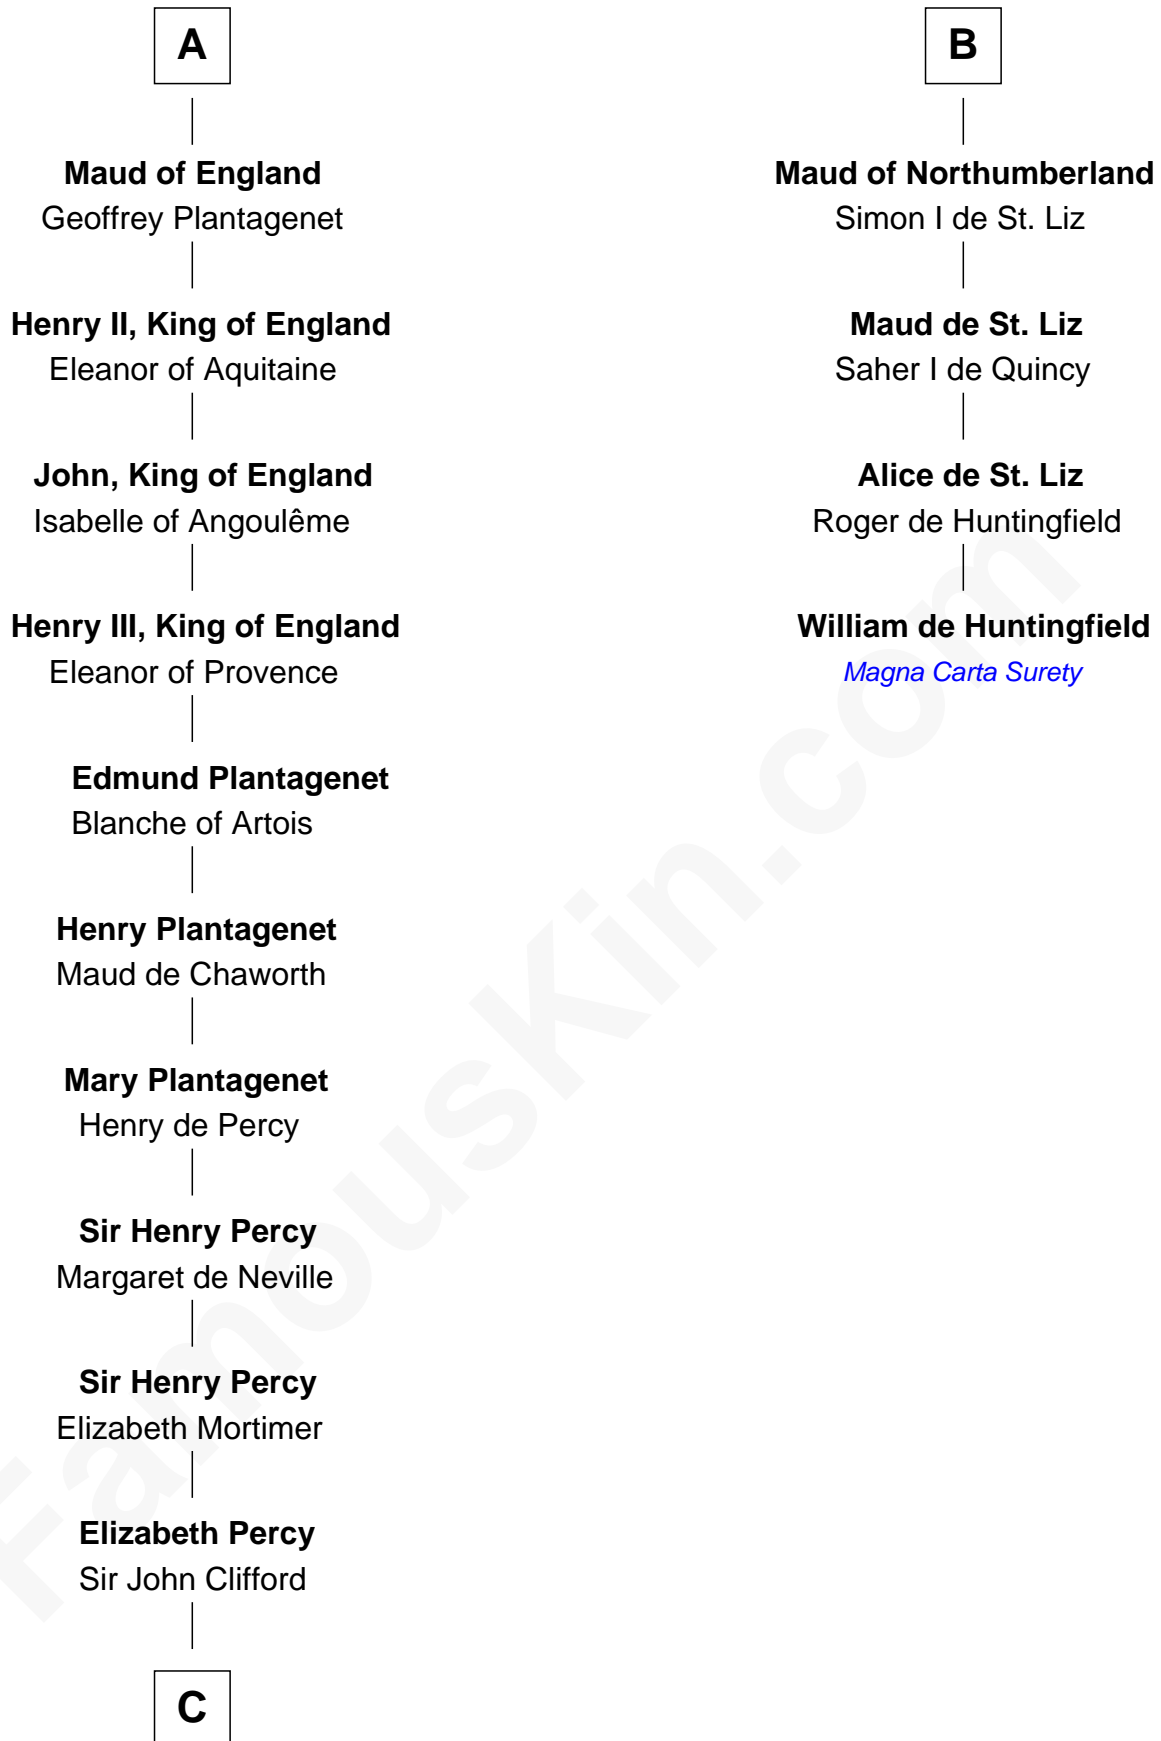 A
Maud of England
Geoffrey Plantagenet
Henry II, King of England
Eleanor of Aquitaine
John, King of England
Isabelle of Angoulême
Henry III, King of England
Eleanor of Provence
Edmund Plantagenet
Blanche of Artois
Henry Plantagenet
Maud de Chaworth
Mary Plantagenet
Henry de Percy
Sir Henry Percy
Margaret de Neville
Sir Henry Percy
Elizabeth Mortimer
Elizabeth Percy
Sir John Clifford
C
B
Maud of Northumberland
Simon I de St. Liz
Maud de St. Liz
Saher I de Quincy
Alice de St. Liz
Roger de Huntingfield
William de Huntingfield
Magna Carta Surety
FamousKin.com